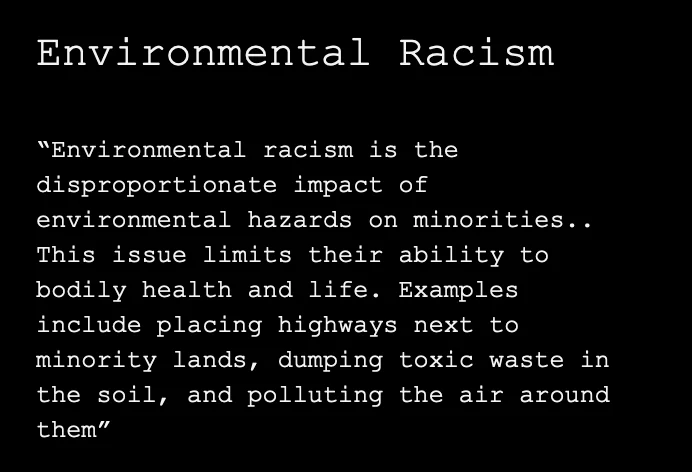 Environmental Racism
“Environmental racism is the
disproportionate impact of
environmental hazards on minorities..
This issue limits their ability to
bodily health and life. Examples
include placing highways next to
minority lands, dumping toxic waste in
the soil, and polluting the air around
them”